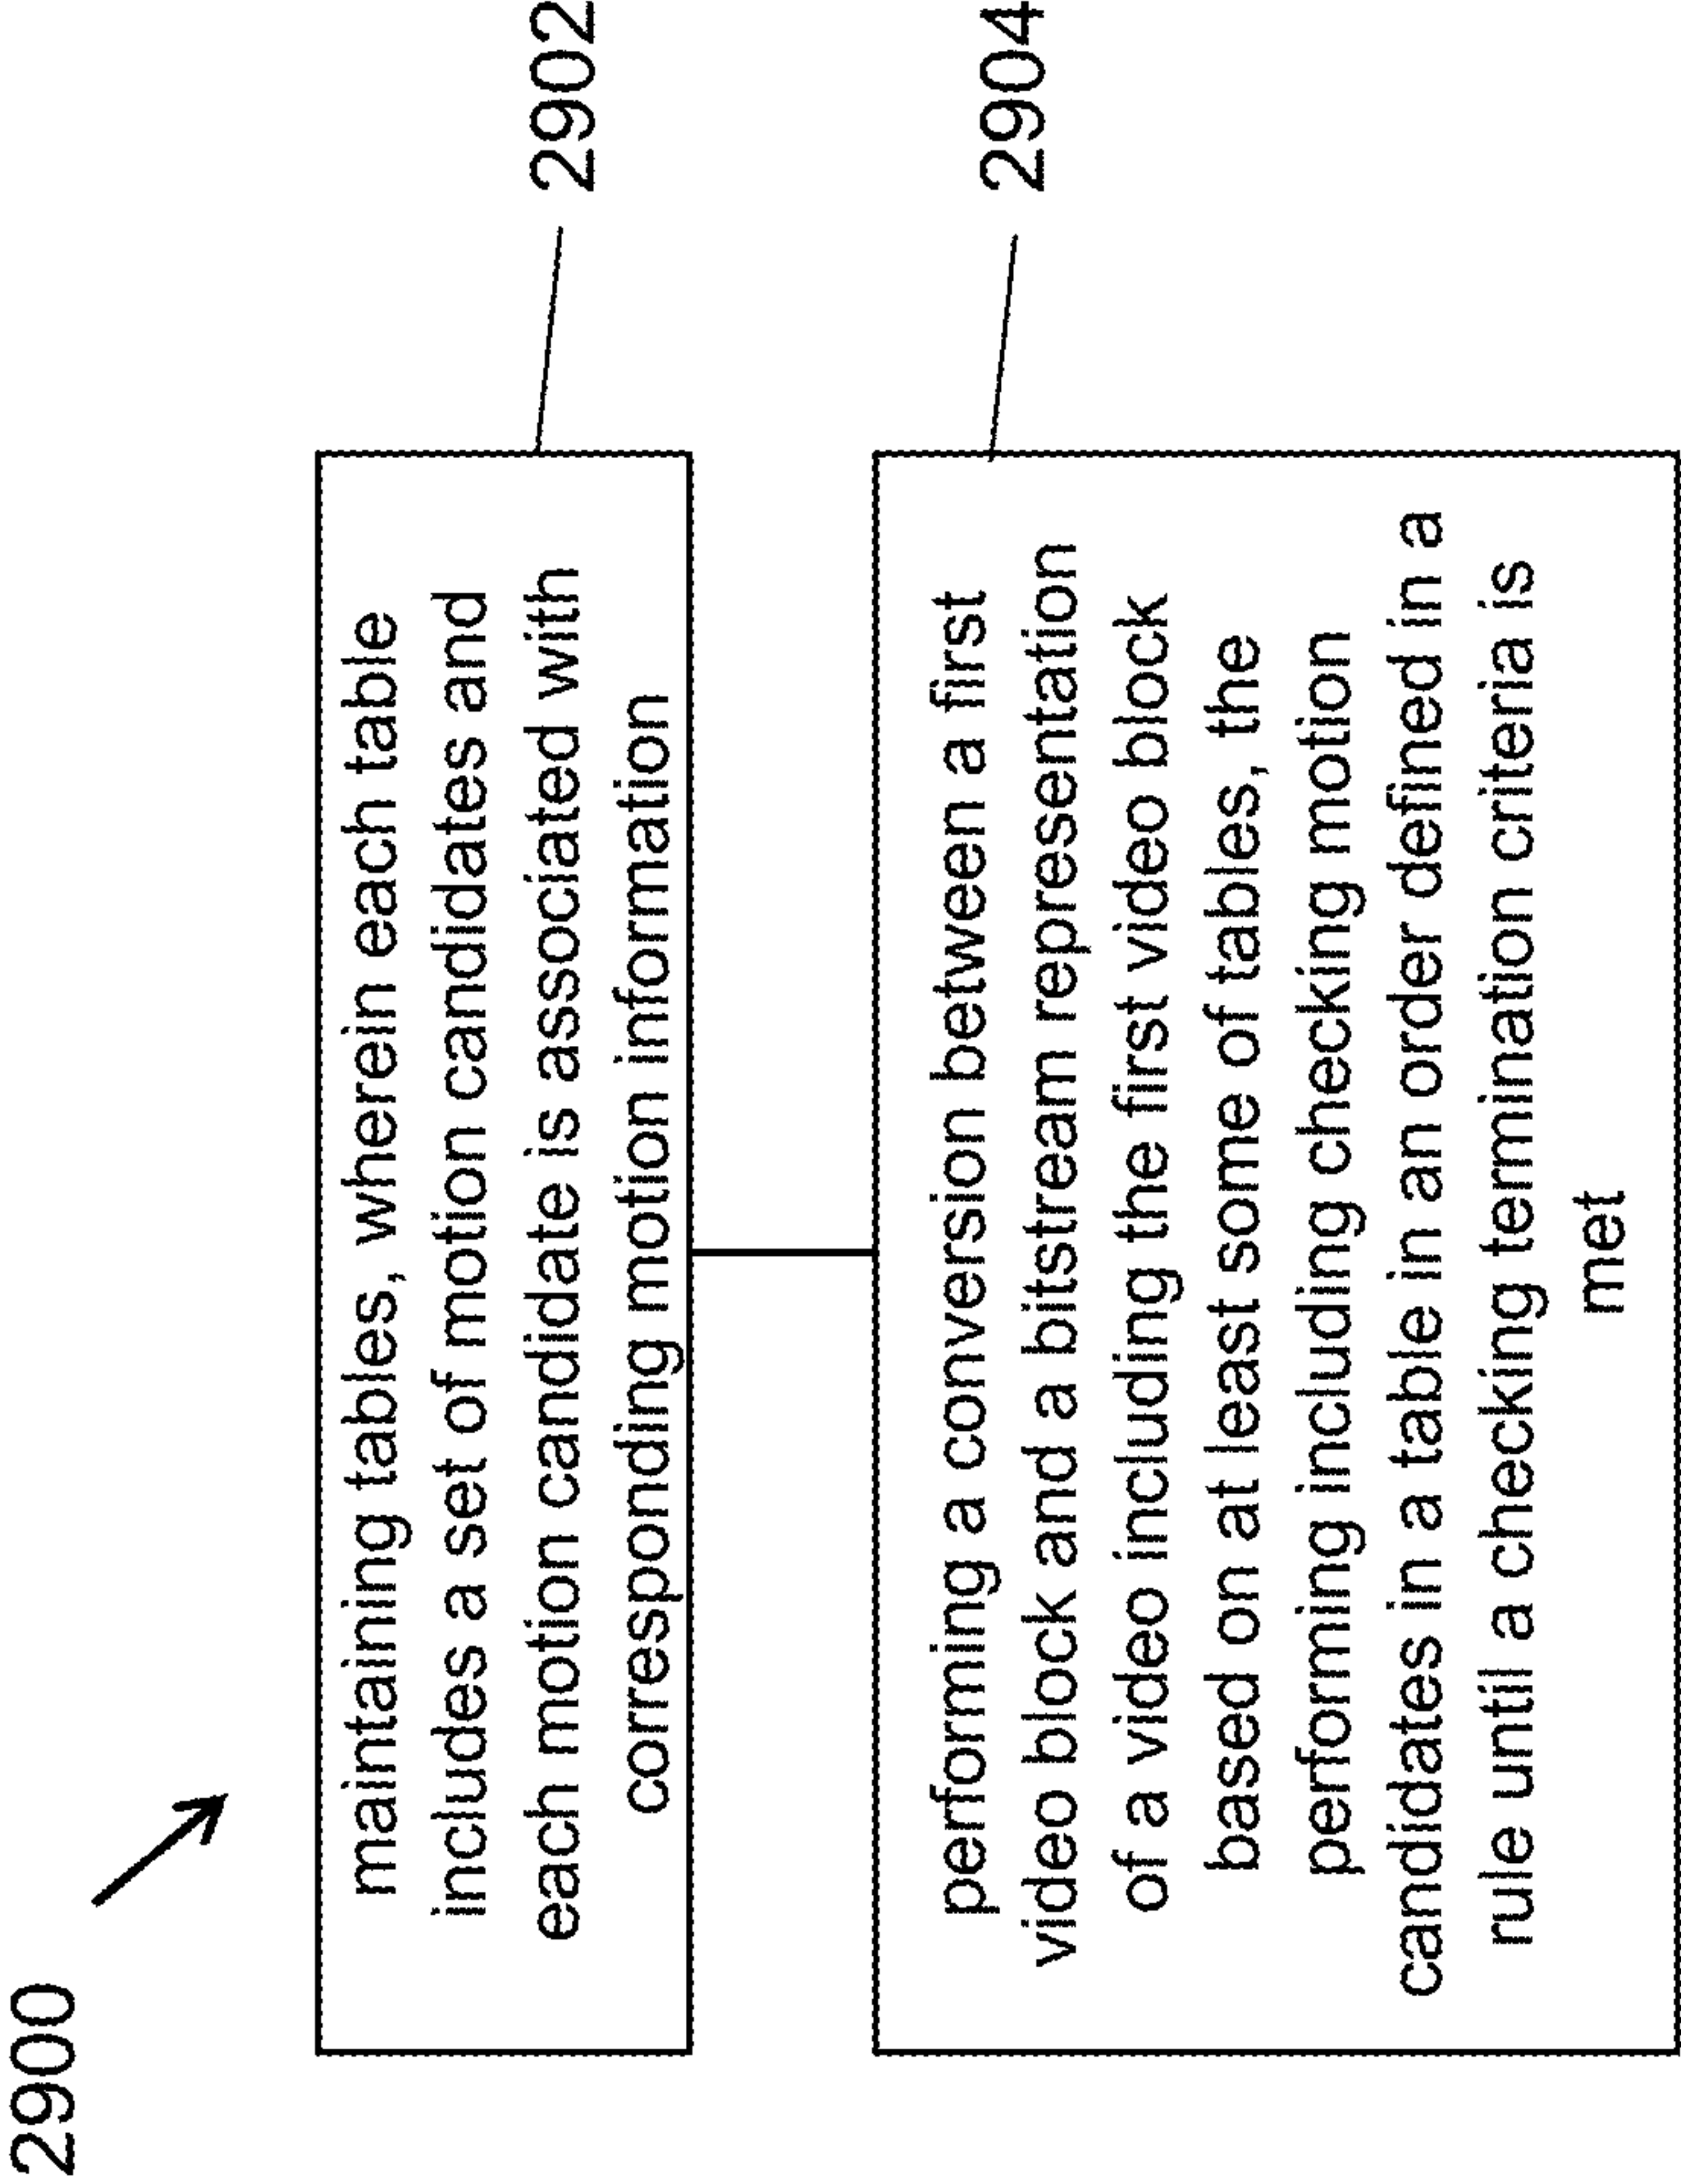 2900
maintaining tables, wherein each table
includes a set of motion candidates and
each motion candidate is associated with
corresponding motion information
2902
performing a conversion between a first
video block and a bitstream representation
of a video including the first video block
based on at least some of tables, the
performing including checking motion
candidates in a table in an order defined in a
rule until a checking termination criteria is
met
2904